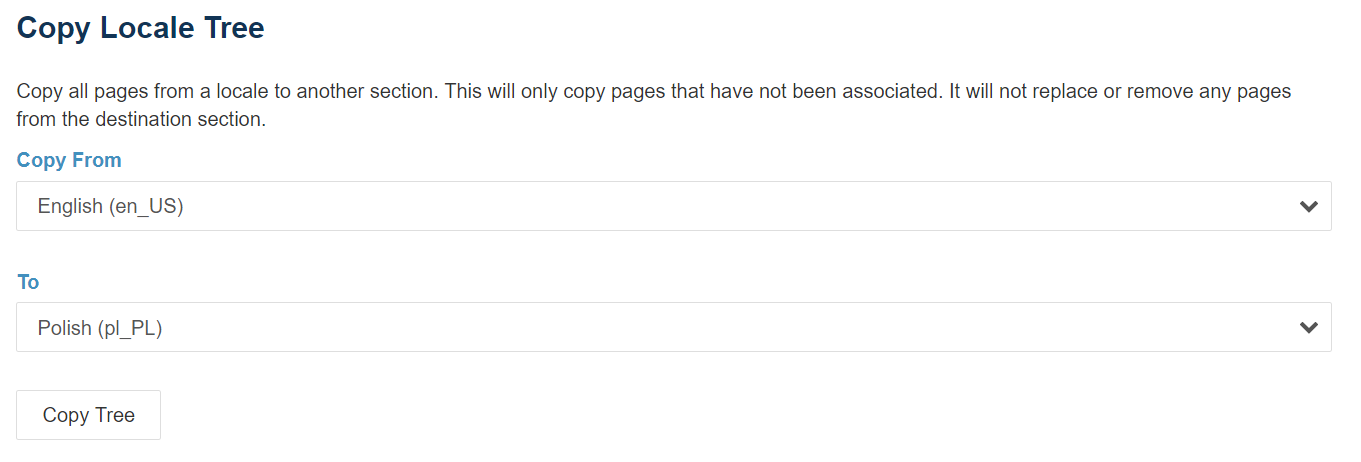 Copy Locale Tree
Copy all pages from a locale to another section. This will only copy pages that have not been associated. It will not replace or remove any pages
from the destination section.
Copy From
English (en_US)
To
Polish (pl_PL)
Copy Tree